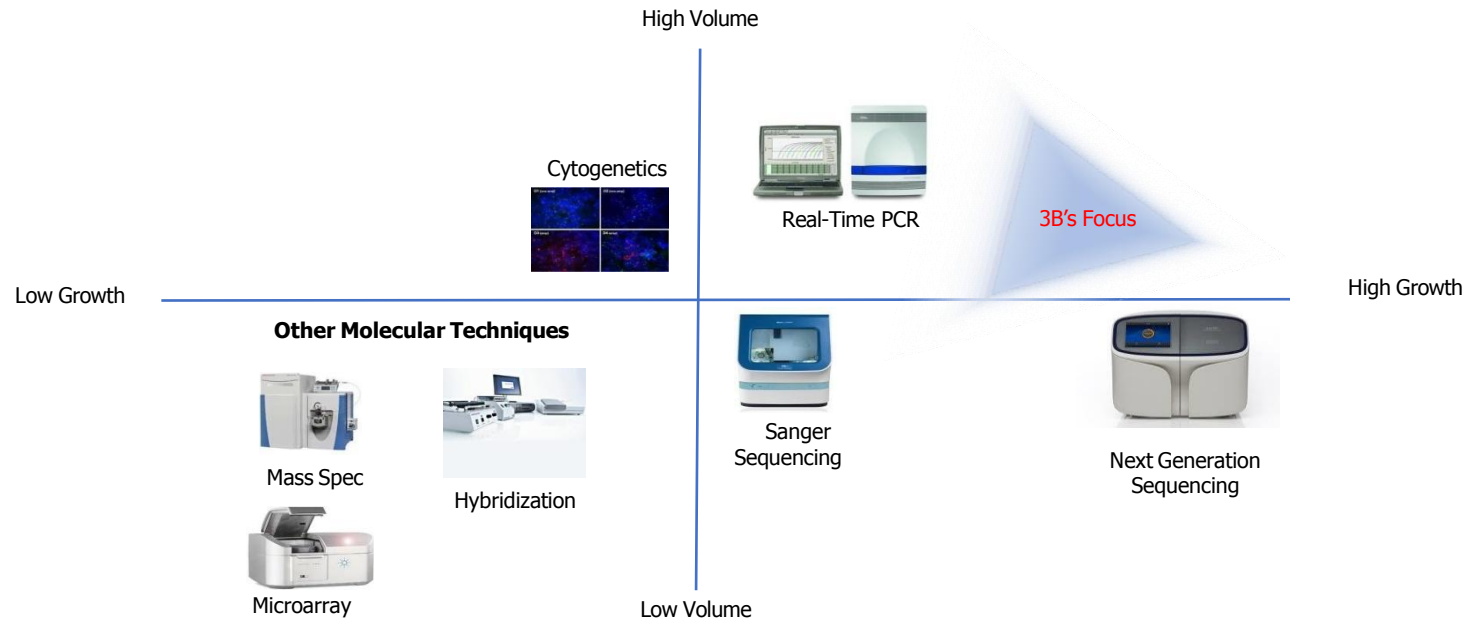 High Volume
Cytogenetics
Real-Time PCR
3B’s Focus
Low Growth
High Growth
Other Molecular Techniques
Sanger
Sequencing
Mass Spec
Hybridization
Next Generation
Sequencing
Microarray
Low Volume